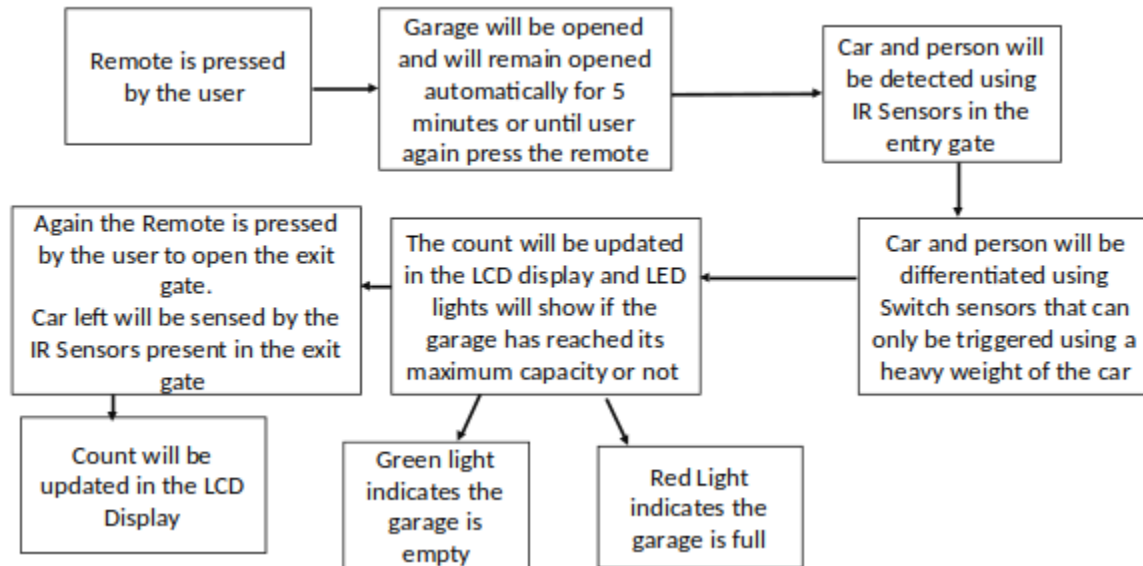 Remote is pressed
by the user
Garage will be opened
and will remain opened
automatically for 5
minutes or until user
again press the remote
Car and person will
be detected using
IR Sensors in the
entry gate
Car and person will be
differentiated using
Switch sensors that can
only be triggered using a
heavy weight of the car
The count will be updated
in the LCD display and LED
lights will show if the
garage has reached its
maximum capacity or not
Again the Remote is pressed
by the user to open the exit
gate.
Car left will be sensed by the
IR Sensors present in the exit
gate
Count will be
updated in the LCD
Display
Green light
indicates the
garage is
empty
Red Light
indicates the
garage is full